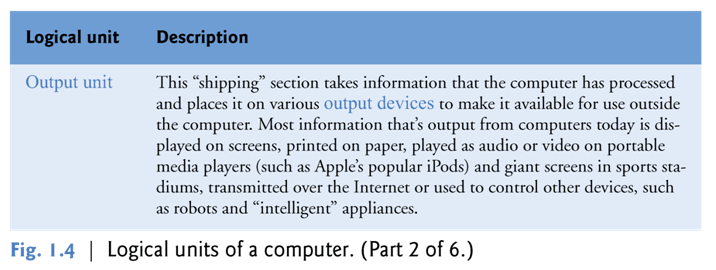 Logical unit Description
Output unit This “shipping” section takes information that the computer has processed
and places it on various output devices to make it available for use outside
the computer. Most information that’s output from computers today is dis-
played on screens, printed on paper, played as audio or video on portable
media players (such as Apple’s popular iPods) and giant screens in sports sta-
diums, transmitted over the Internet or used to control other devices, such
as robots and “intelligent” appliances.
Fig. 1.4 | Logical units of a computer. (Part 2 of 6.)